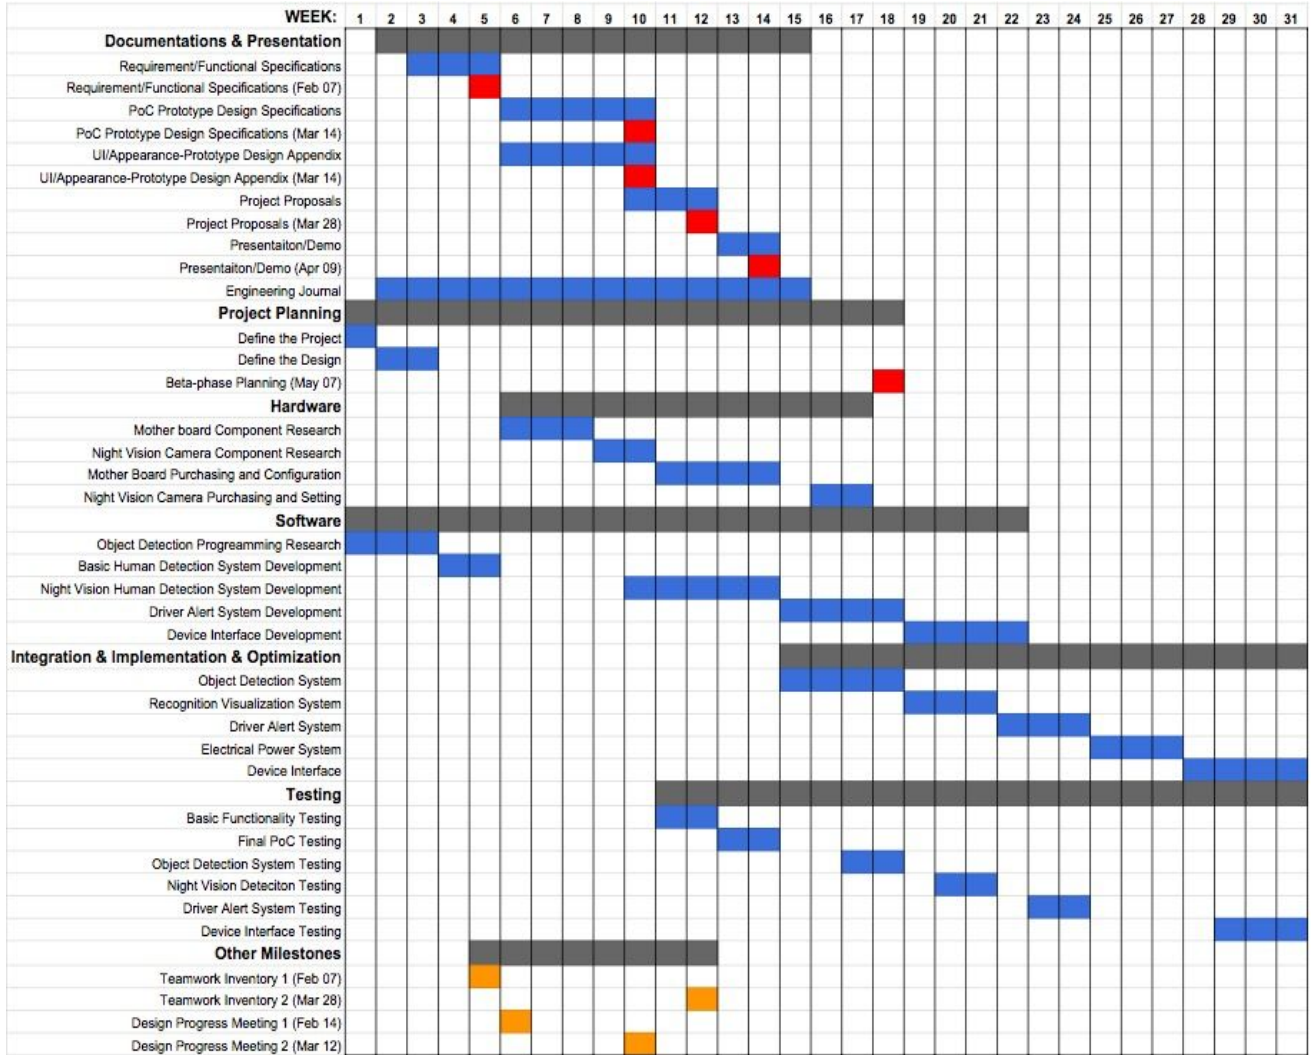 WEEK: 1 2 3 4 5 6 7 8 9 10 11 12 13 14 15 16 17 18 19 20 21 22 23 24 25 26 27 28 29 30 31
Documentations & Presentation
Requirement/Functional Specifications
Requirement/Functional Specifications (Feb 07)
PoC Prototype Design Specifications
PoC Prototype Design Specifications (Mar 14)
UI/Appearance-Prototype Design Appendix
UI/Appearance-Prototype Design Appendix (Mar 14)
Project Proposals
Project Proposals (Mar 28)
Presentaiton/Demo
Presentaiton/Demo (Apr 09)
Engineering Journal
Project Planning
Define the Project
Define the Design
Beta-phase Planning (May 07)
Hardware
Mother board Component Research
Night Vision Camera Component Research
Mother Board Purchasing and Configuration
Night Vision Camera Purchasing and Setting
Software
Object Detection Progreamming Research
Basic Human Detection System Development
Night Vision Human Detection System Development
Driver Alert System Development
Device Interface Development
Integration & Implementation & Optimization
Object Detection System
Recognition Visualization System
Driver Alert System
Electrical Power System
Device Interface
Testing
Basic Functionality Testing
Final PoC Testing
Object Detection System Testing
Night Vision Deteciton Testing
Driver Alert System Testing
Device Interface Testing
Other Milestones
Teamwork Inventory 1 (Feb 07)
Teamwork Inventory 2 (Mar 28)
Design Progress Meeting 1 (Feb 14)
Design Progress Meeting 2 (Mar 12)